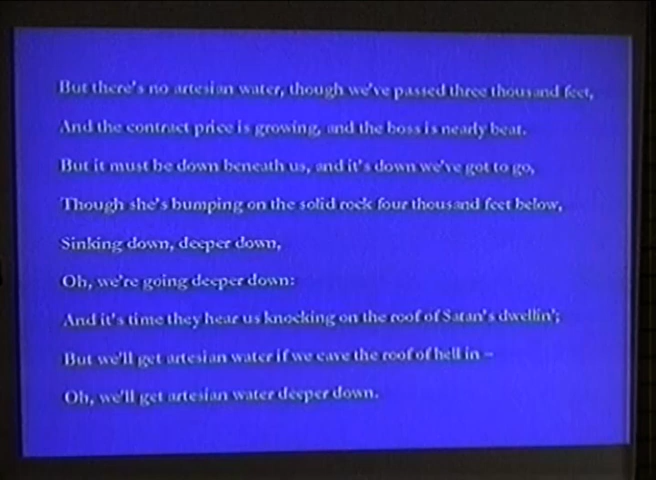 But there's no artesian water, though we've passed three thousand feet,
And the contract price is growing, and the boss is nearly beat.
But it must be down beneath us, and it's down we've got to go,
Though she's bumping on the solid rock four thousand feet below,
Sinking down, deeper down,
Oh, we're going deeper down:
And it's time they hear us knocking on the roof of Satan's dwellin';
But we'll get artesian water if we cave the roof of hell in –
Oh, we'll get artesian water deeper down.